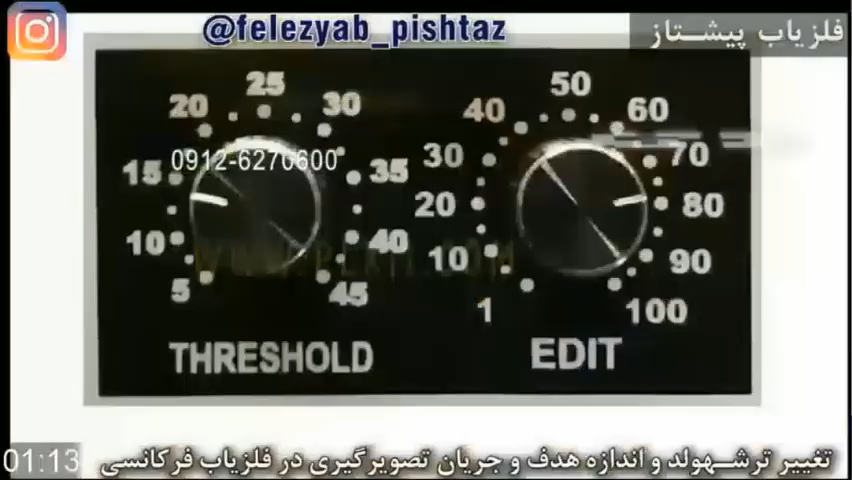 @felezyab_pishtaz
فلزیاب پیشتاز
50
25
20 30 40 60
0912-6270600
15 35 30 70
20 80
10 40 10 90
5 45 1 100
THRESHOLD EDIT
01:13
تغییر ترشهولد و اندازه هدف و جریان تصویرگیری در فلزیاب فرکانسی